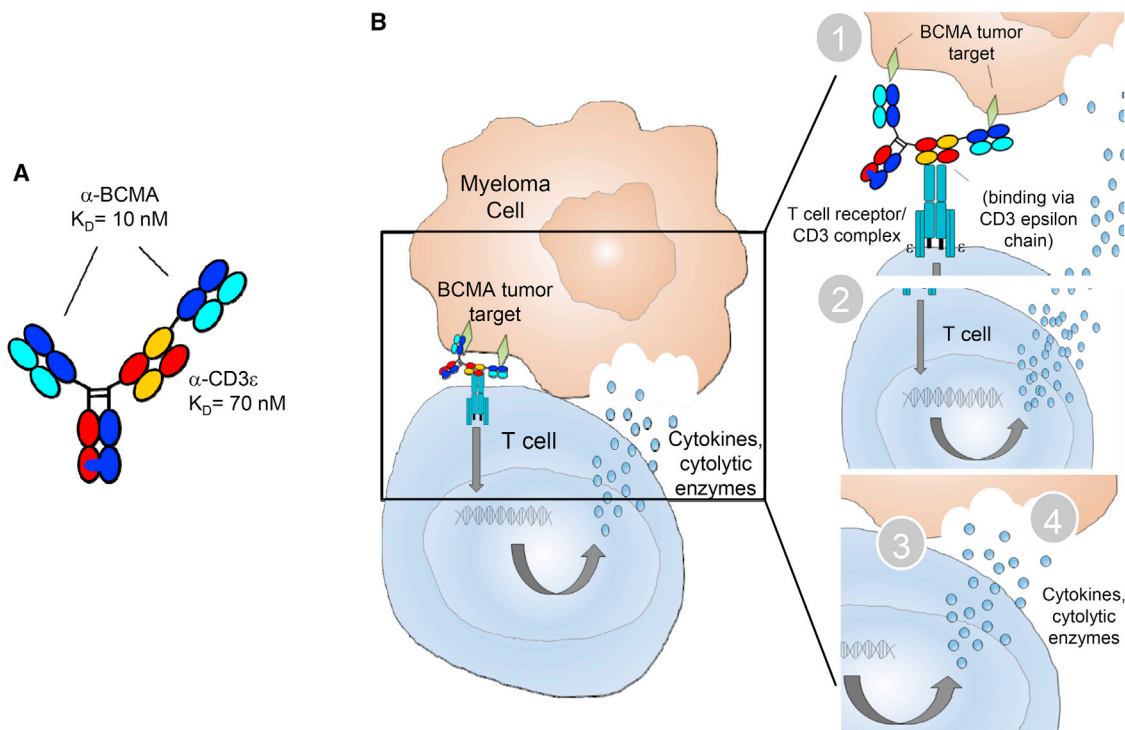 A
α-BCMA
K_D= 10 nM
α-CD3ε
K_D= 70 nM
B
Myeloma
Cell
BCMA tumor
target
T cell
Cytokines,
cytolytic
enzymes
1
BCMA tumor
target
T cell receptor/
CD3 complex
(binding via
CD3 epsilon
chain)
ε
ε
2
T cell
3
4
Cytokines,
cytolytic
enzymes